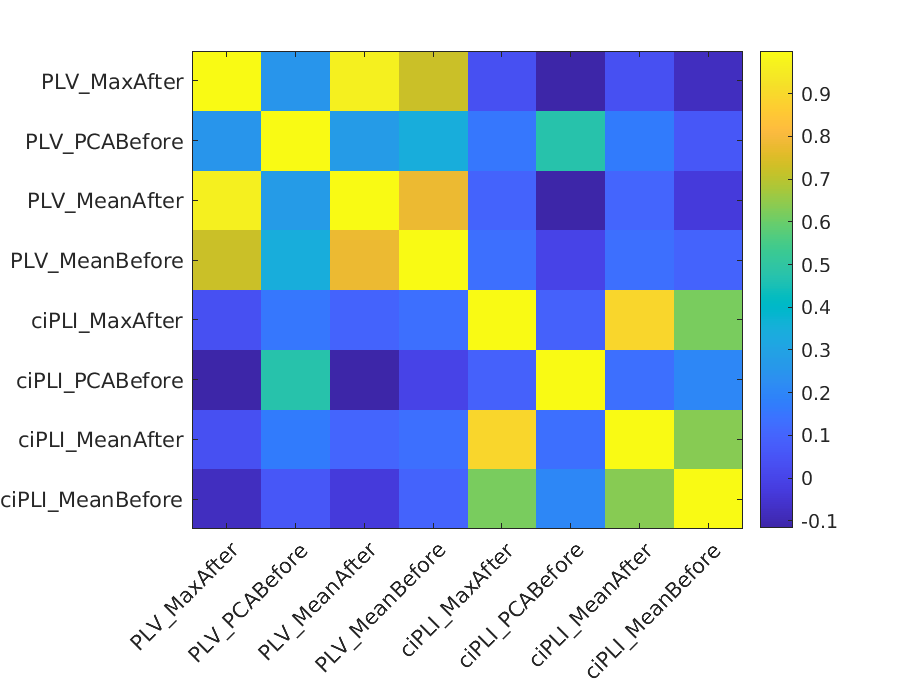 PLV_MaxAfter
PLV_PCABefore
PLV_MeanAfter
PLV_MeanBefore
ciPLI_MaxAfter
ciPLI_PCABefore
ciPLI_MeanAfter
ciPLI_MeanBefore
0.9
0.8
0.7
0.6
0.5
0.4
0.3
0.2
0.1
0
-0.1
PLV_MaxAfter
PLV_PCABefore
PLV_MeanAfter
PLV_MeanBefore
ciPLI_MaxAfter
ciPLI_PCABefore
ciPLI_MeanAfter
ciPLI_MeanBefore